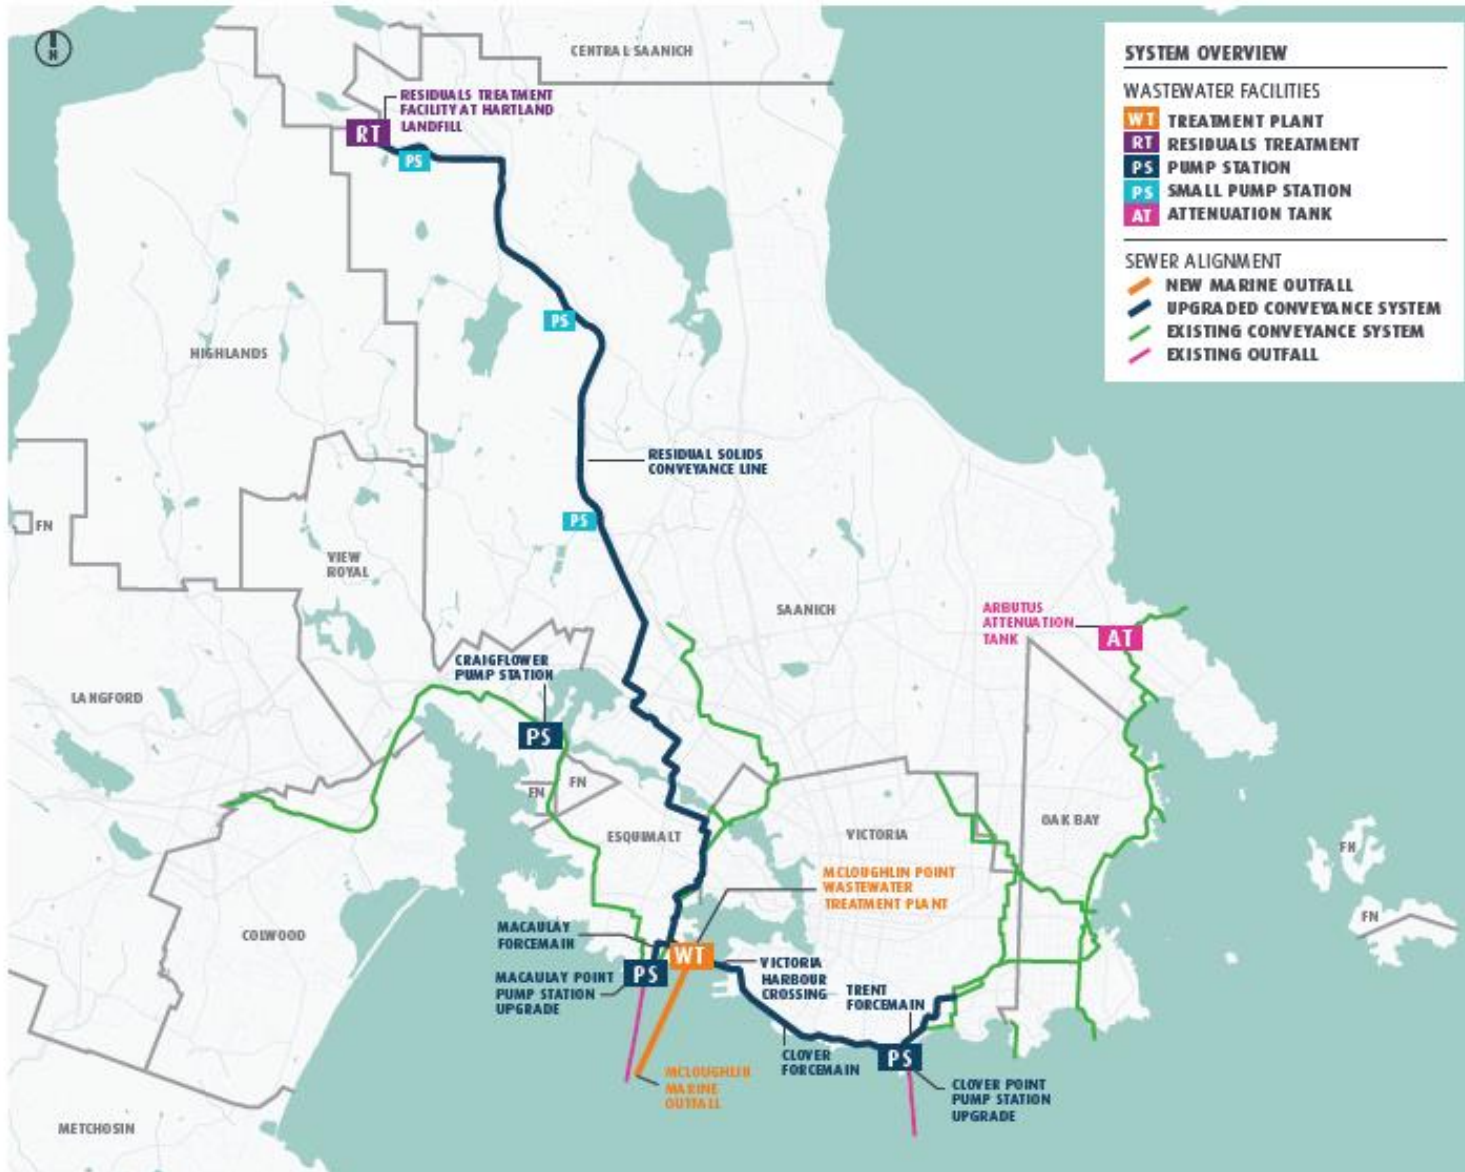 N
CENTRAL SAANICH
SYSTEM OVERVIEW
WASTEWATER FACILITIES
WT TREATMENT PLANT
RT RESIDUALS TREATMENT
PS PUMP STATION
PS SMALL PUMP STATION
AT ATTENUATION TANK
SEWER ALIGNMENT
NEW MARINE OUTFALL
UPGRADED CONVEYANCE SYSTEM
EXISTING CONVEYANCE SYSTEM
EXISTING OUTFALL
RESIDUALS TREATMENT
FACILITY AT HARTLAND
LANDFILL
RT
PS
PS
HIGHLANDS
RESIDUAL SOLIDS
CONVEYANCE LINE
PS
FN
VIEW
ROYAL
SAANICH
ARBUTUS
ATTENUATION
TANK
AT
CRAIGFLOWER
PUMP STATION
LANGFORD
PS
FN
FN
ESQUIMALT
VICTORIA
OAK BAY
FN
MCLOUGHLIN POINT
WASTEWATER
TREATMENT PLANT
FN
COLWOOD
MACAULAY
FORCEMAIN
WT
PS
MACAULAY POINT
PUMP STATION
UPGRADE
VICTORIA
HARBOUR
CROSSING
TRENT
FORCEMAIN
CLOVER
FORCEMAIN
PS
MCLOUGHLIN
MARINE
OUTFALL
CLOVER POINT
PUMP STATION
UPGRADE
METCHOSIN